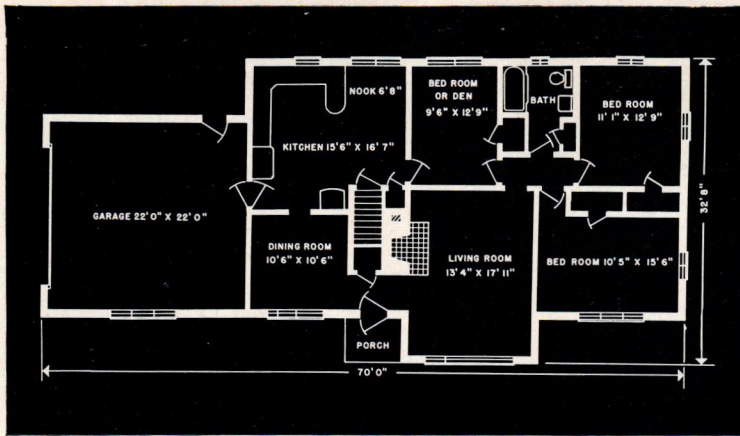 NOOK 6'8"
BED ROOM
OR DEN
9'6" X 12'9"
BATH
BED ROOM
11' 1" X 12' 9"
KITCHEN 15'6" X 16'7"
GARAGE 22'0" X 22'0"
DINING ROOM
10'6" X 10'6"
LIVING ROOM
13'4" X 17'11"
BED ROOM 10'5" X 15'6"
32'8"
PORCH
70'0"